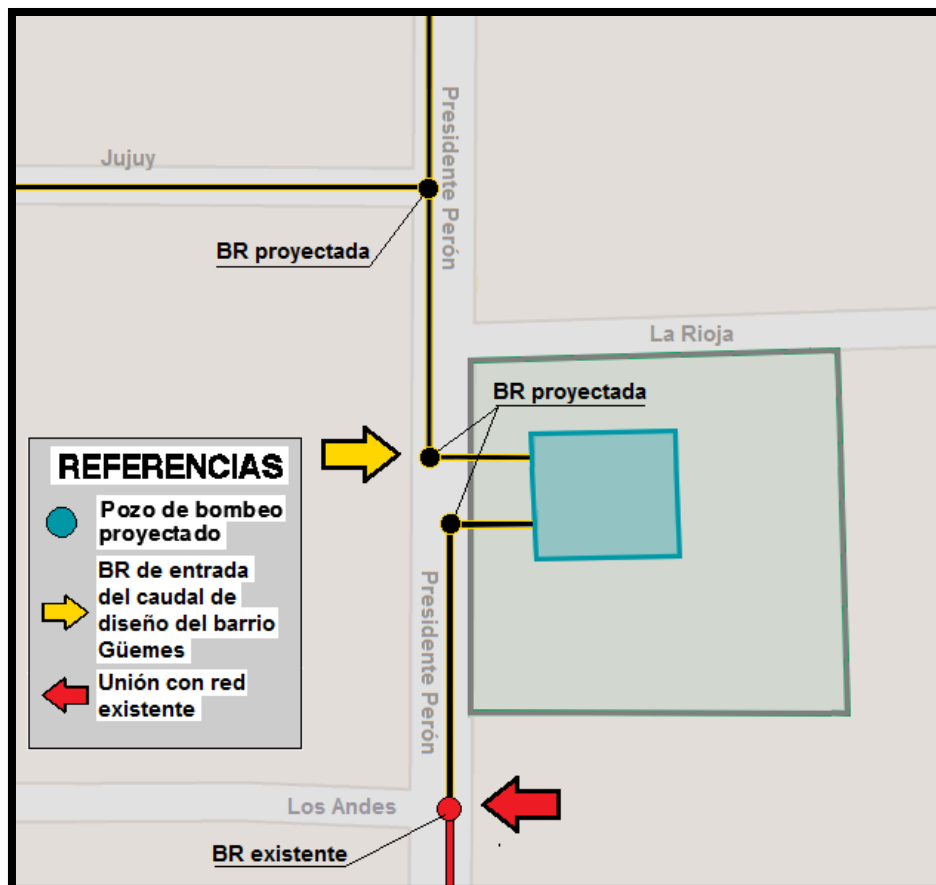 Presidente Perón
Jujuy
BR proyectada
La Rioja
BR proyectada
REFERENCIAS
Pozo de bombeo
proyectado
BR de entrada
del caudal de
diseño del barrio
Güemes
Unión con red
existente
Presidente Perón
Los Andes
BR existente